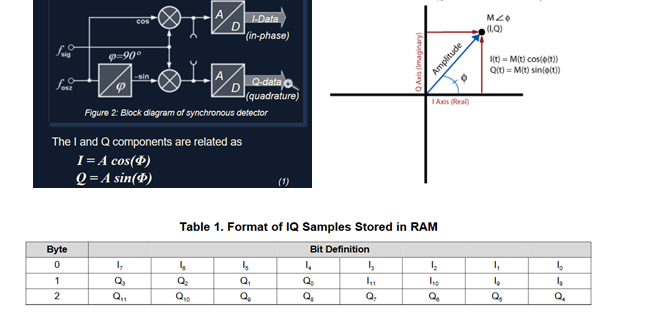 cos
A
D
I-Data
(in-phase)
fsig
φ=90°
fosz
φ
-sin
A
D
Q-data
(quadrature)
Figure 2: Block diagram of synchronous detector
The I and Q components are related as
I = A cos(Φ)
Q = A sin(Φ)
(1)
M∠ϕ
(I,Q)
Q Axis (Imaginary)
Amplitude
ϕ
I(t) = M(t) cos(ϕ(t))
Q(t) = M(t) sin(ϕ(t))
I Axis (Real)
Table 1. Format of IQ Samples Stored in RAM
Byte Bit Definition
0 I₇ I₆ I₅ I₄ I₃ I₂ I₁ I₀
1 Q₃ Q₂ Q₁ Q₀ I₁₁ I₁₀ I₉ I₈
2 Q₁₁ Q₁₀ Q₉ Q₈ Q₇ Q₆ Q₅ Q₄